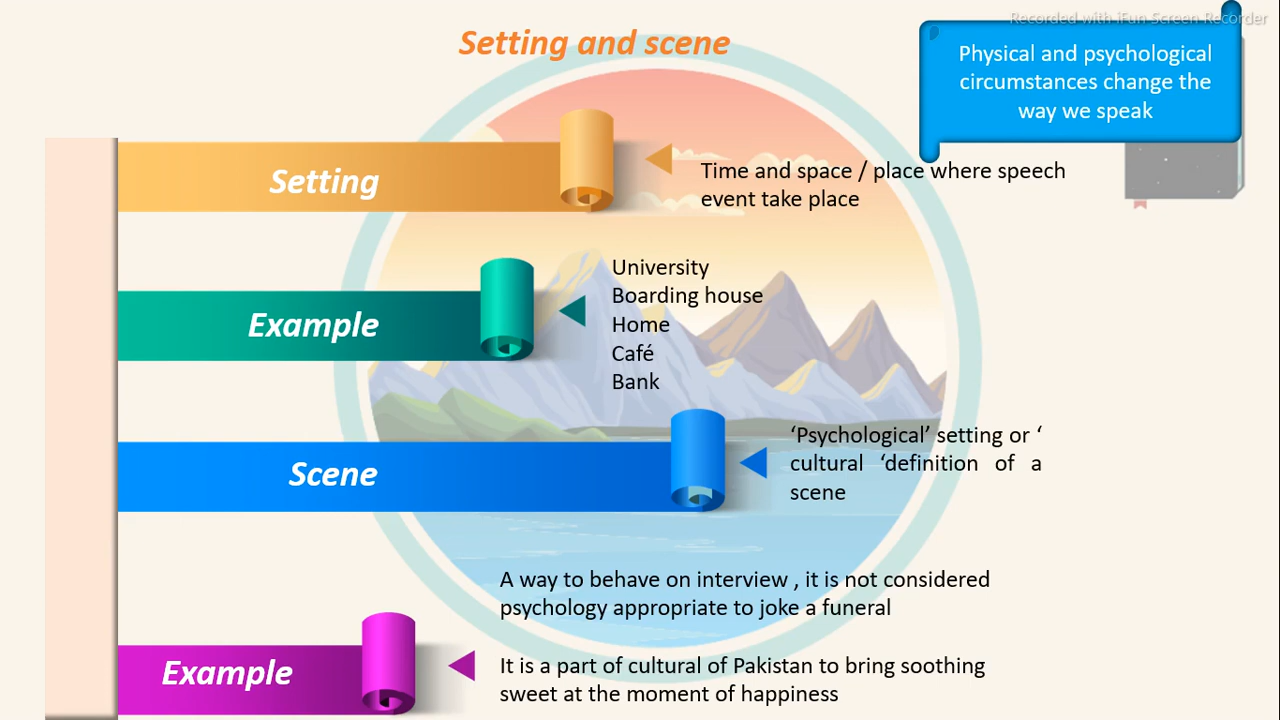 Recorded with iFun Screen Recorder
Setting and scene
Physical and psychological
circumstances change the
way we speak
Setting
Time and space / place where speech
event take place
Example
University
Boarding house
Home
Café
Bank
Scene
‘Psychological’ setting or ‘
cultural ‘definition of a
scene
A way to behave on interview , it is not considered
psychology appropriate to joke a funeral
Example
It is a part of cultural of Pakistan to bring soothing
sweet at the moment of happiness